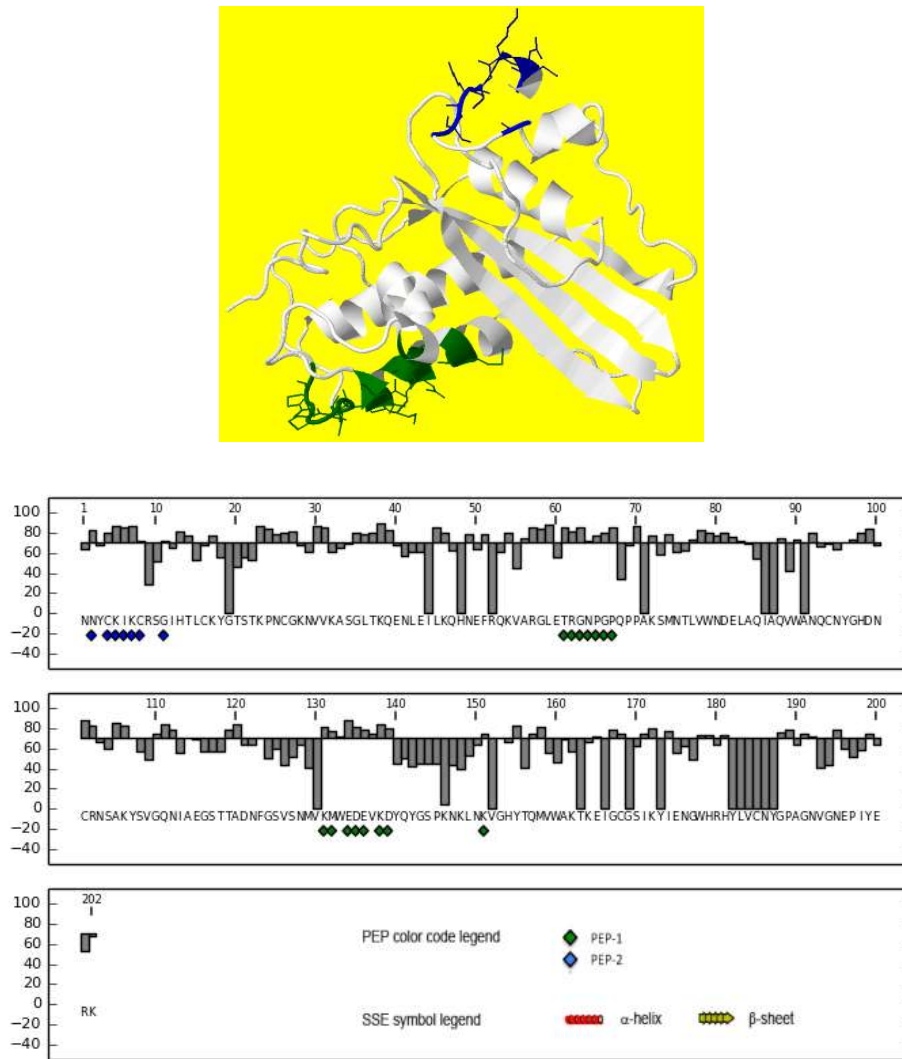 100
80
60
40
20
0
−20
−40
1 10 20 30 40 50 60 70 80 90 100
NNYCKIKCRSGIHTLCKYGTSTKPNCGKNVVKASGLTKQENLEILKQHNEFRQKVARGLETRGNPGPQPPAKSMNTLVWNDELAQIAQVWANQCNYGHDN
100
80
60
40
20
0
−20
−40
110 120 130 140 150 160 170 180 190 200
CRNSAKYSVGQNIAEGSTTADNFGSVSNMVKMWEDEVKDYQYGSPKNKLNKVGHYTQMVWAKTKEIGCGSIKYIENGWHRHYLVCNYGPAGNVGNEPIYE
100
80
60
40
20
0
−20
−40
202
RK
PEP color code legend
PEP-1
PEP-2
SSE symbol legend
α-helix
β-sheet